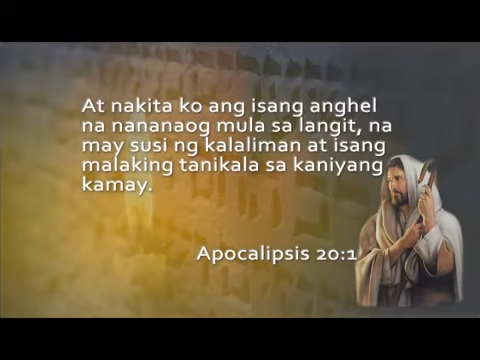 At nakita ko ang isang anghel
na nananaog mula sa langit, na
may susi ng kalaliman at isang
malaking tanikala sa kaniyang
kamay.
Apocalipsis 20:1